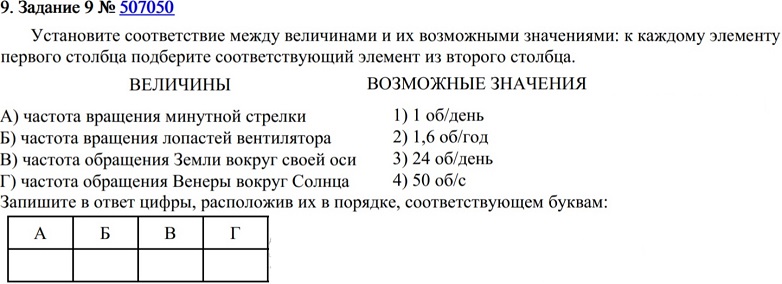 9. Задание 9 № 507050
Установите соответствие между величинами и их возможными значениями: к каждому элементу
первого столбца подберите соответствующий элемент из второго столбца.
ВЕЛИЧИНЫ ВОЗМОЖНЫЕ ЗНАЧЕНИЯ
А) частота вращения минутной стрелки 1) 1 об/день
Б) частота вращения лопастей вентилятора 2) 1,6 об/год
В) частота обращения Земли вокруг своей оси 3) 24 об/день
Г) частота обращения Венеры вокруг Солнца 4) 50 об/с
Запишите в ответ цифры, расположив их в порядке, соответствующем буквам:
А Б В Г